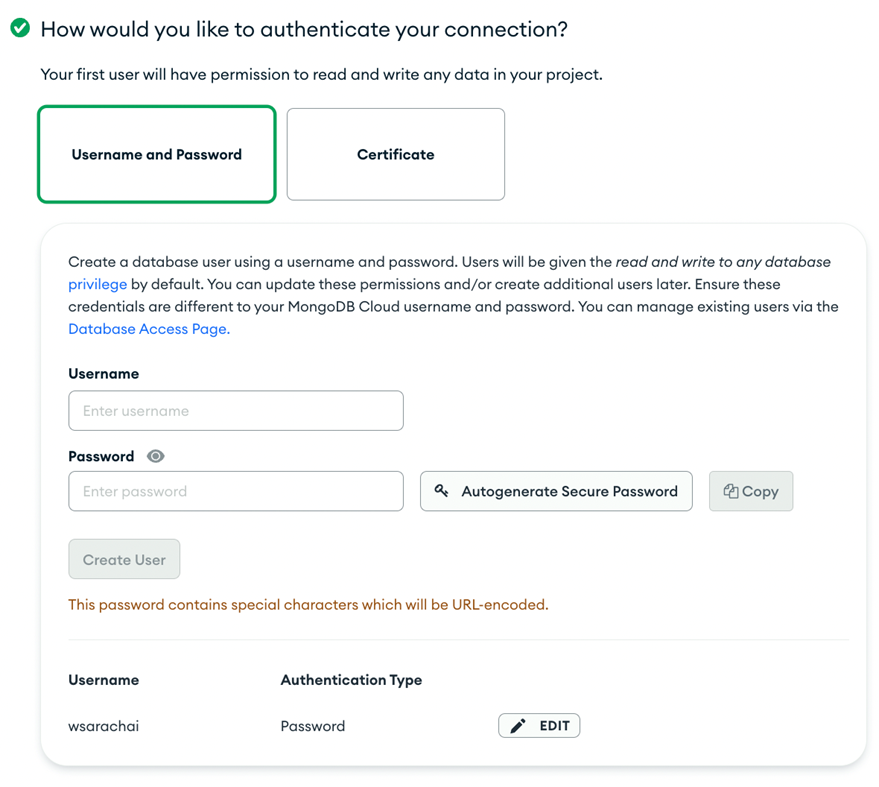 How would you like to authenticate your connection?
Your first user will have permission to read and write any data in your project.
Username and Password
Certificate
Create a database user using a username and password. Users will be given the read and write to any database
privilege by default. You can update these permissions and/or create additional users later. Ensure these
credentials are different to your MongoDB Cloud username and password. You can manage existing users via the
Database Access Page.
Username
Enter username
Password
Enter password
Autogenerate Secure Password
Copy
Create User
This password contains special characters which will be URL-encoded.
Username Authentication Type
wsarachai Password EDIT